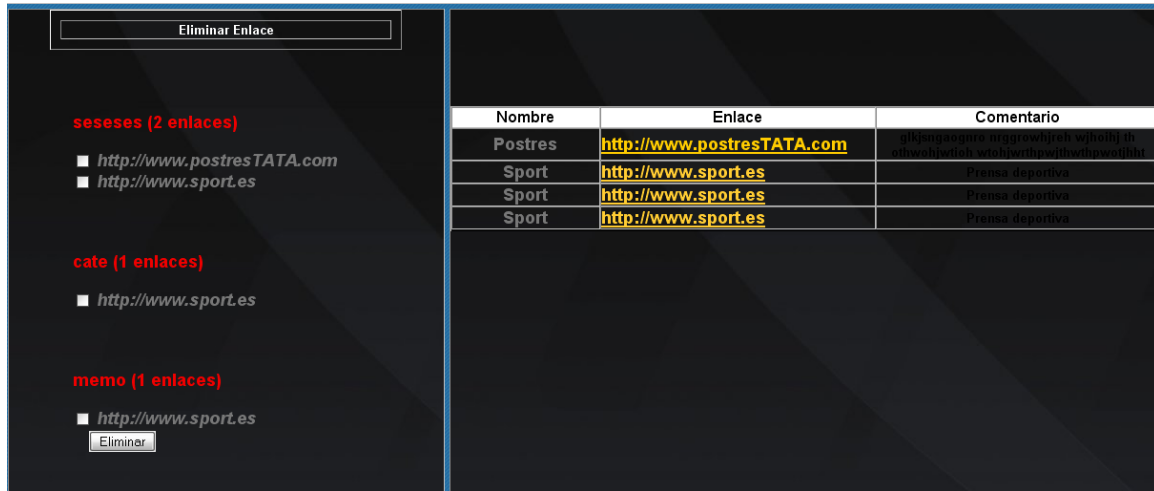 Eliminar Enlace
seseses (2 enlaces)
http://www.postresTATA.com
http://www.sport.es
cate (1 enlaces)
http://www.sport.es
memo (1 enlaces)
http://www.sport.es
Eliminar
Nombre Enlace Comentario
Postres http://www.postresTATA.com
Sport http://www.sport.es Prensa deportiva
Sport http://www.sport.es Prensa deportiva
Sport http://www.sport.es Prensa deportiva